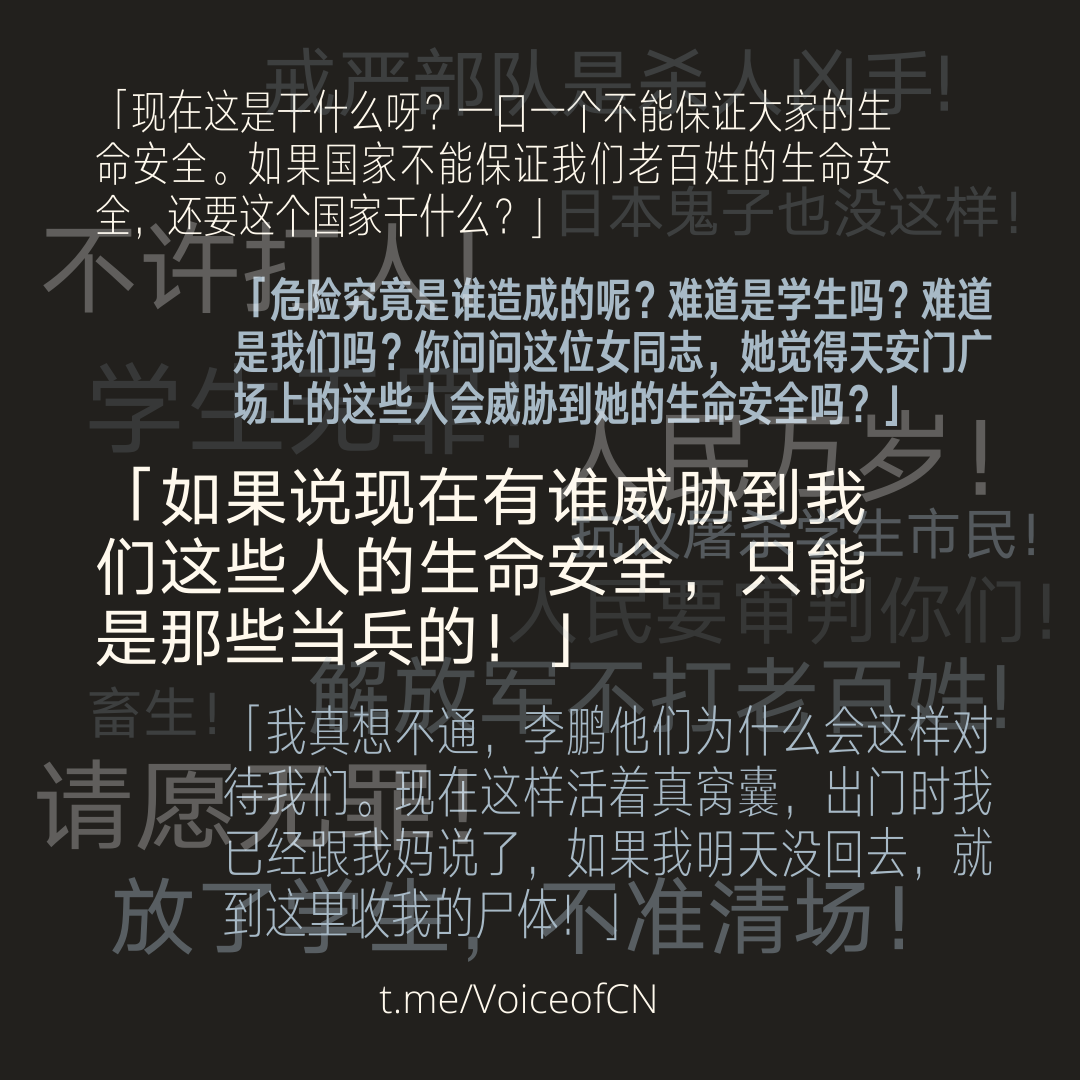 戒严部队是杀人凶手!
「现在这是干什么呀？一口一个不能保证大家的生
命安全。如果国家不能保证我们老百姓的生命安
全，还要这个国家干什么？」
日本鬼子也没这样!
不许打人!
「危险究竟是谁造成的呢？难道是学生吗？难道
是我们吗？你问问这位女同志，她觉得天安门广
场上的这些人会威胁到她的生命安全吗？」
学生无罪!
人民万岁!
「如果说现在有谁威胁到我
们这些人的生命安全，只能
是那些当兵的！」
抗议屠杀学生市民!
人民要审判你们!
解放军不打老百姓!
畜生!
「我真想不通，李鹏他们为什么会这样对
待我们。现在这样活着真窝囊，出门时我
已经跟我妈说了，如果我明天没回去，就
到这里收我的尸体！」
请愿无罪!
放了学生，不准清场!
t.me/VoiceofCN